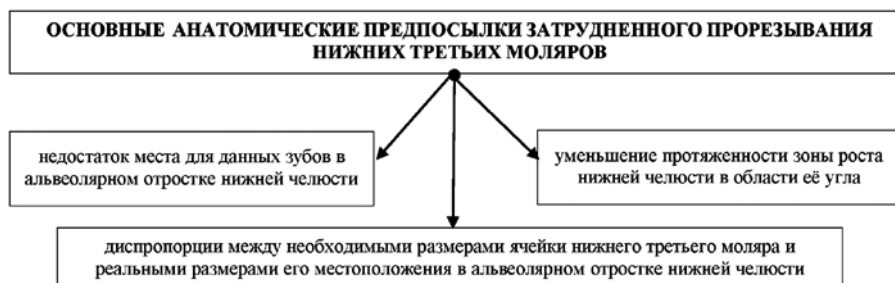 ОСНОВНЫЕ АНАТОМИЧЕСКИЕ ПРЕДПОСЫЛКИ ЗАТРУДНЕННОГО ПРОРЕЗЫВАНИЯ
НИЖНИХ ТРЕТЬИХ МОЛЯРОВ
недостаток места для данных зубов в
альвеолярном отростке нижней челюсти
уменьшение протяженности зоны роста
нижней челюсти в области её угла
диспропорции между необходимыми размерами ячейки нижнего третьего моляра и
реальными размерами его местоположения в альвеолярном отростке нижней челюсти